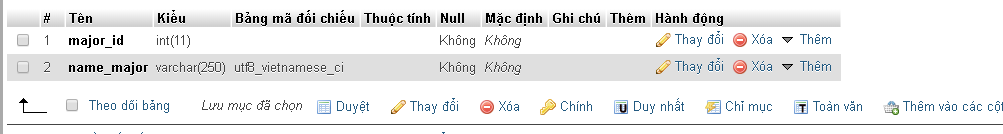 # Tên Kiểu Bảng mã đối chiếu Thuộc tính Null Mặc định Ghi chú Thêm Hành động
1 major_id int(11) Không Không Thay đổi Xóa Thêm
2 name_major varchar(250) utf8_vietnamese_ci Không Không Thay đổi Xóa Thêm
Theo dõi bảng Lưu mục đã chọn Duyệt Thay đổi Xóa Chính Duy nhất Chỉ mục Toàn văn Thêm vào các cột